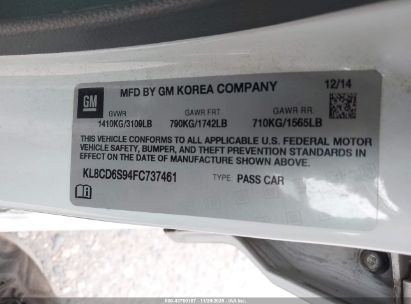 GM
MFD BY GM KOREA COMPANY
12/14
GVWR GAWR FRT GAWR RR.
1410KG/3109LB 790KG/1742LB 710KG/1565LB
THIS VEHICLE CONFORMS TO ALL APPLICABLE U.S. FEDERAL MOTOR
VEHICLE SAFETY, BUMPER, AND THEFT PREVENTION STANDARDS IN
EFFECT ON THE DATE OF MANUFACTURE SHOWN ABOVE.
KL8CD6S94FC737461 TYPE: PASS CAR